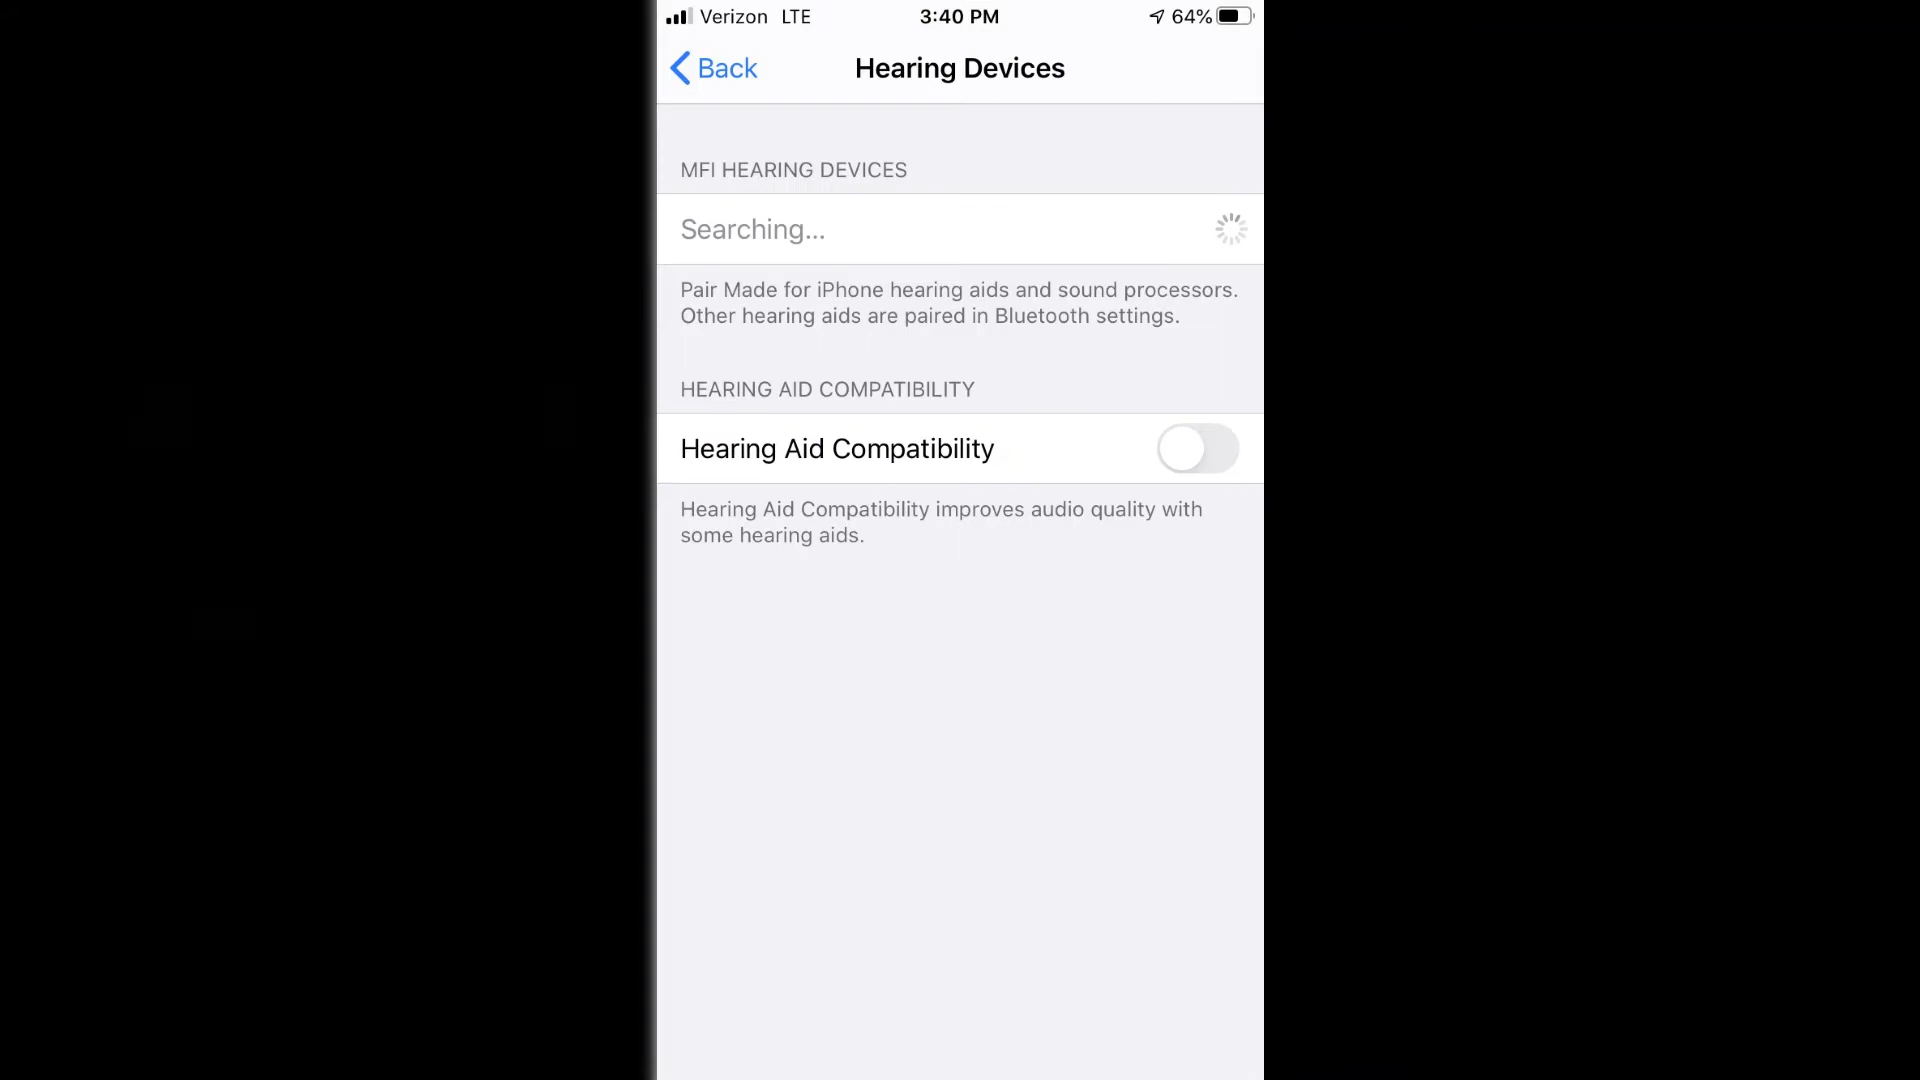 Verizon LTE 3:40 PM 64%
Back Hearing Devices
MFI HEARING DEVICES
Searching...
Pair Made for iPhone hearing aids and sound processors.
Other hearing aids are paired in Bluetooth settings.
HEARING AID COMPATIBILITY
Hearing Aid Compatibility
Hearing Aid Compatibility improves audio quality with
some hearing aids.